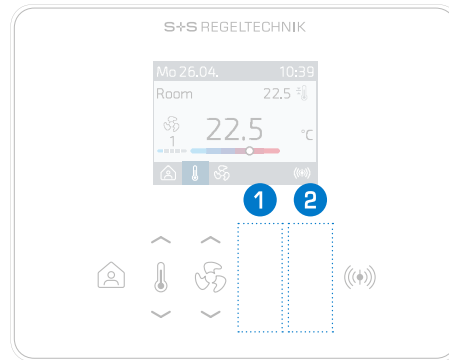 S+S REGELTECHNIK
Mo 26.04. 10:39
Room 22.5
22.5 °C
1
1 2